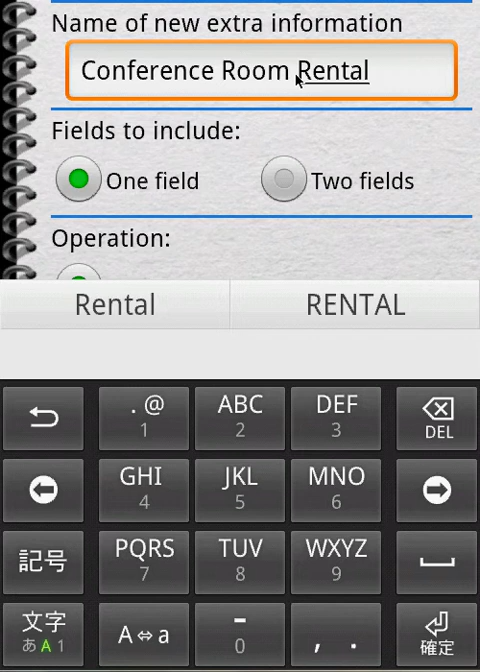 Name of new extra information
Conference Room Rental
Fields to include:
One field Two fields
Operation:
Rental RENTAL
. @ ABC DEF
1 2 3 DEL
GHI JKL MNO
4 5 6
記号 PQRS TUV WXYZ
7 8 9
文字 A⇔a - , . 確定
あ A 1 0